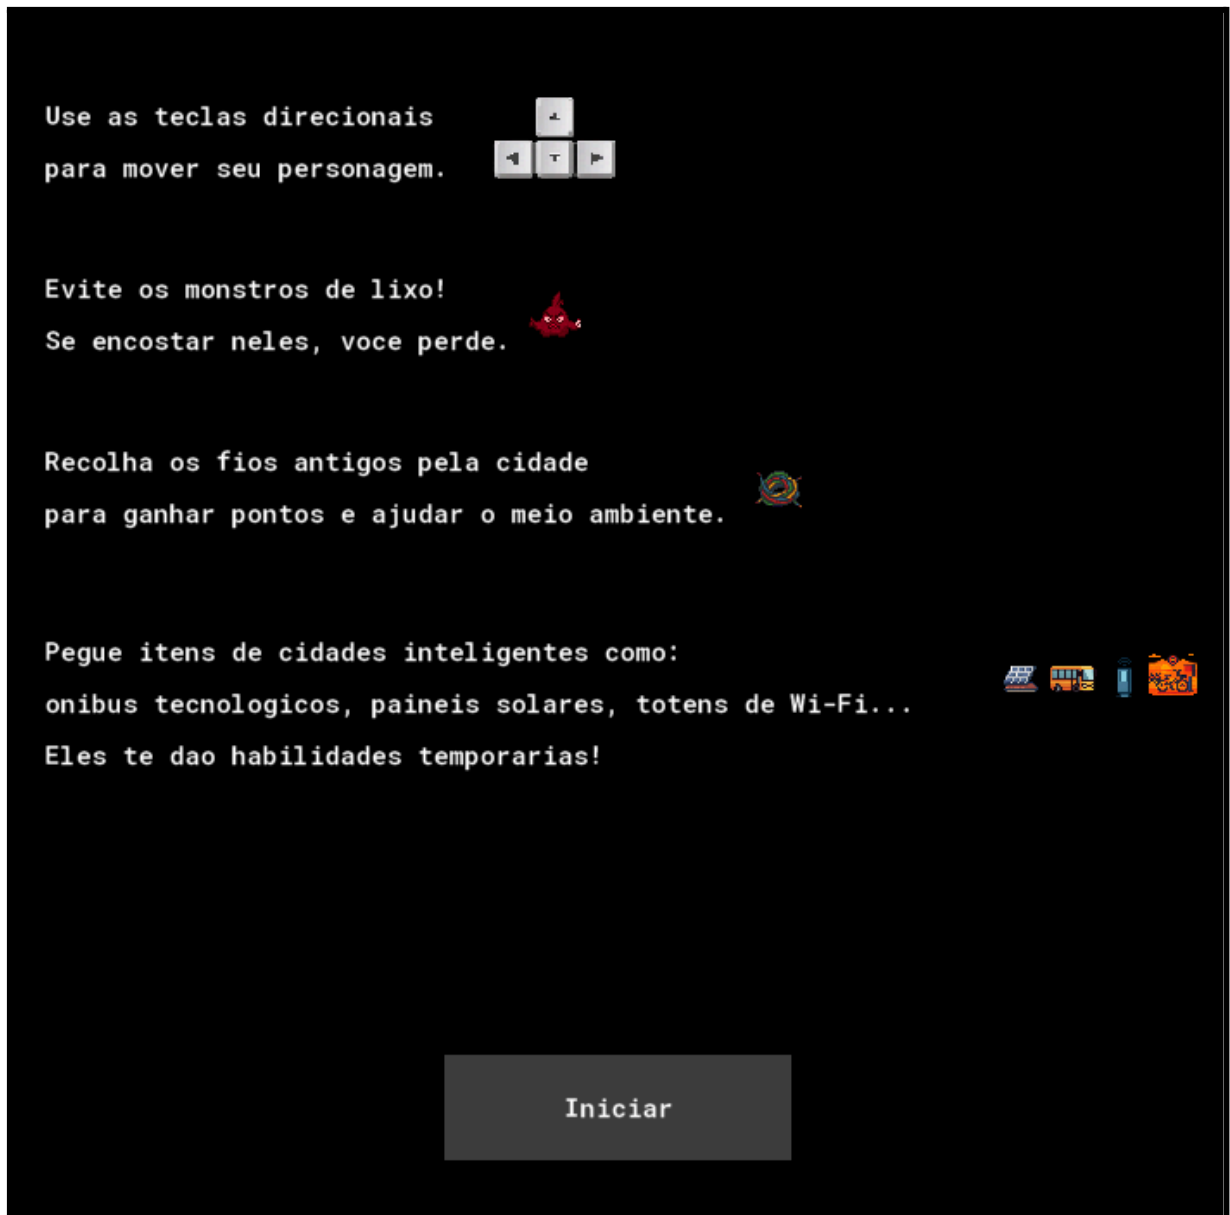 Use as teclas direcionais
para mover seu personagem.
Evite os monstros de lixo!
Se encostar neles, voce perde.
Recolha os fios antigos pela cidade
para ganhar pontos e ajudar o meio ambiente.
Pegue itens de cidades inteligentes como:
onibus tecnologicos, paineis solares, totens de Wi-Fi...
Eles te dao habilidades temporarias!
Iniciar